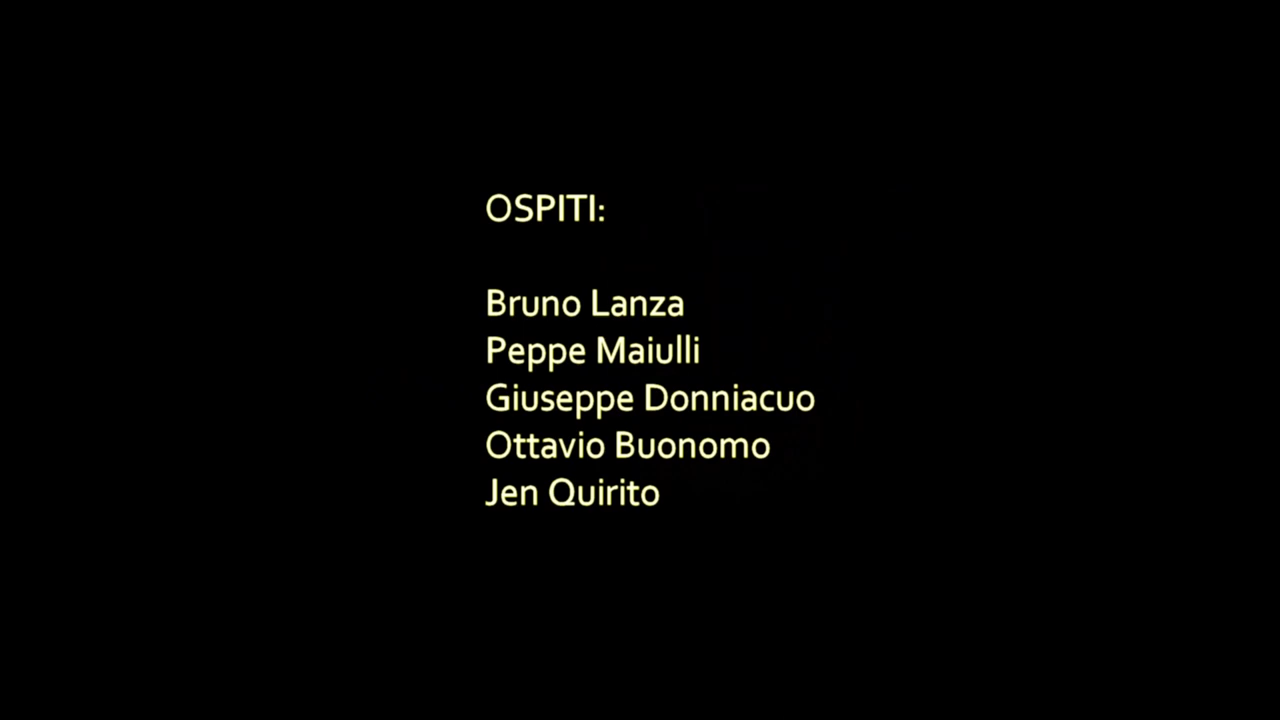 OSPITI:
Bruno Lanza
Peppe Maiulli
Giuseppe Donniacuo
Ottavio Buonomo
Jen Quirito